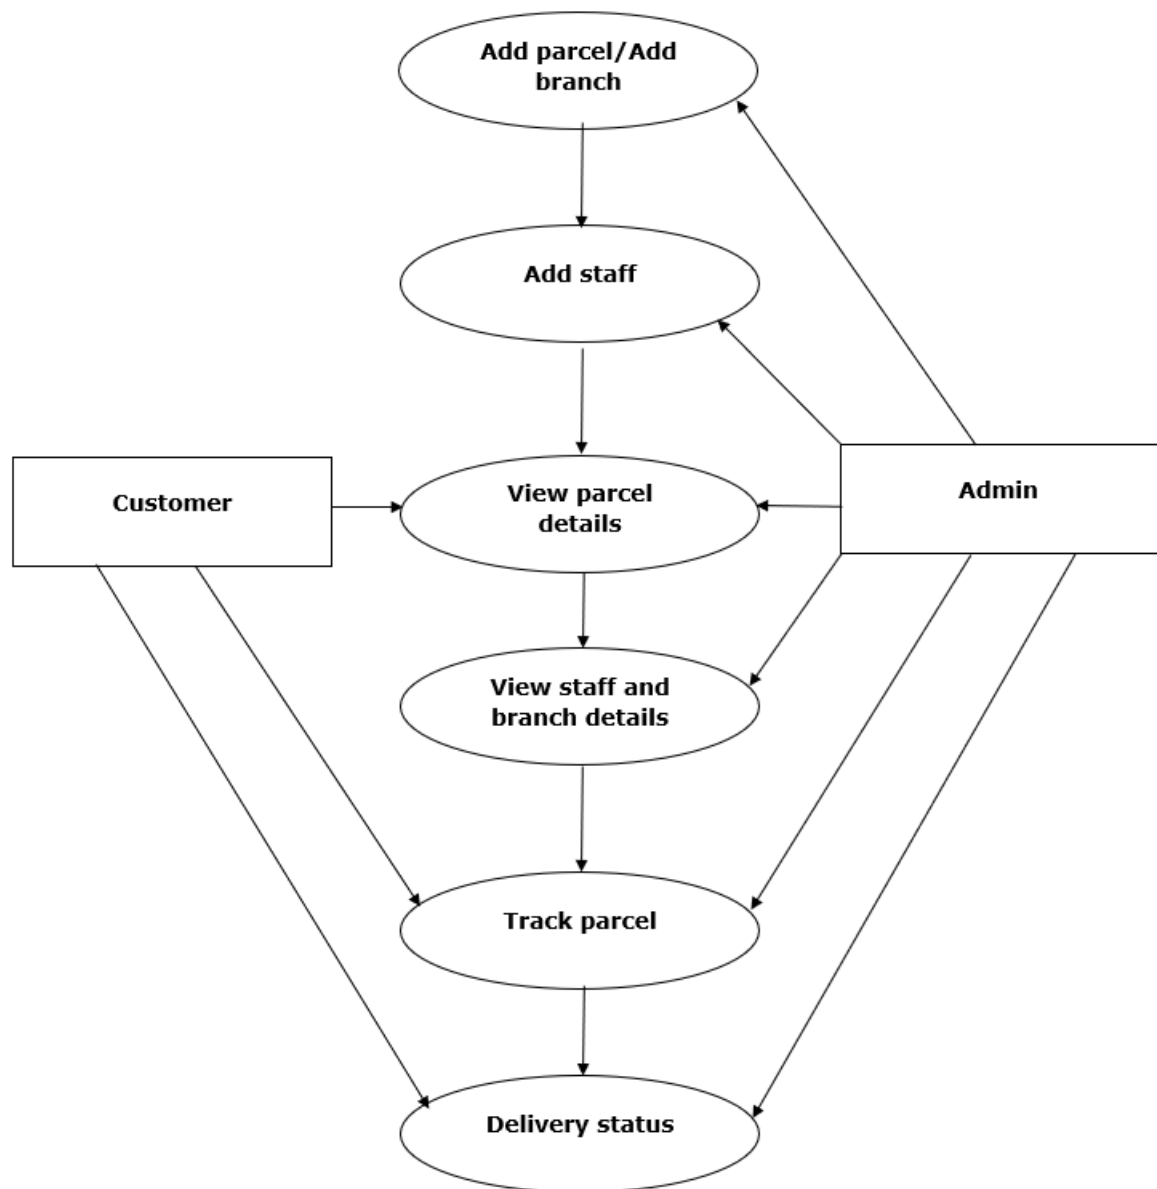 Add parcel/Add
branch
Add staff
Customer
View parcel
details
Admin
View staff and
branch details
Track parcel
Delivery status